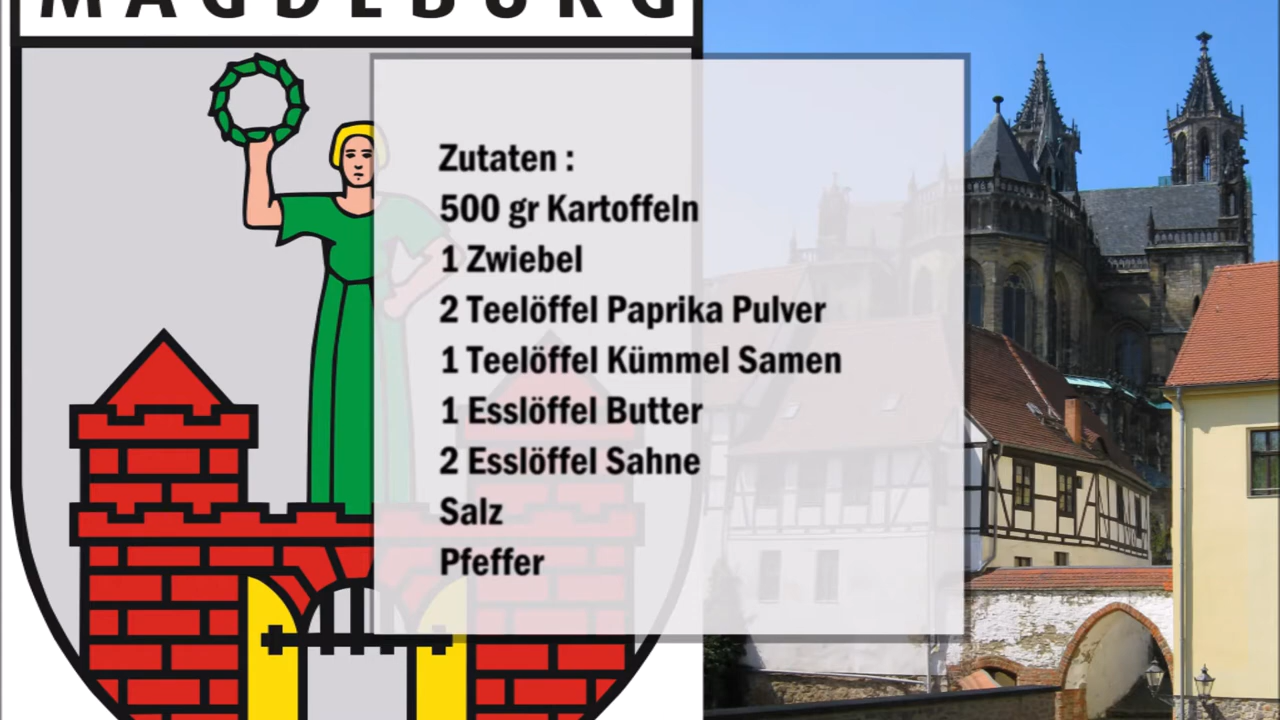 MAGDEBURG
Zutaten :
500 gr Kartoffeln
1 Zwiebel
2 Teelöffel Paprika Pulver
1 Teelöffel Kümmel Samen
1 Esslöffel Butter
2 Esslöffel Sahne
Salz
Pfeffer